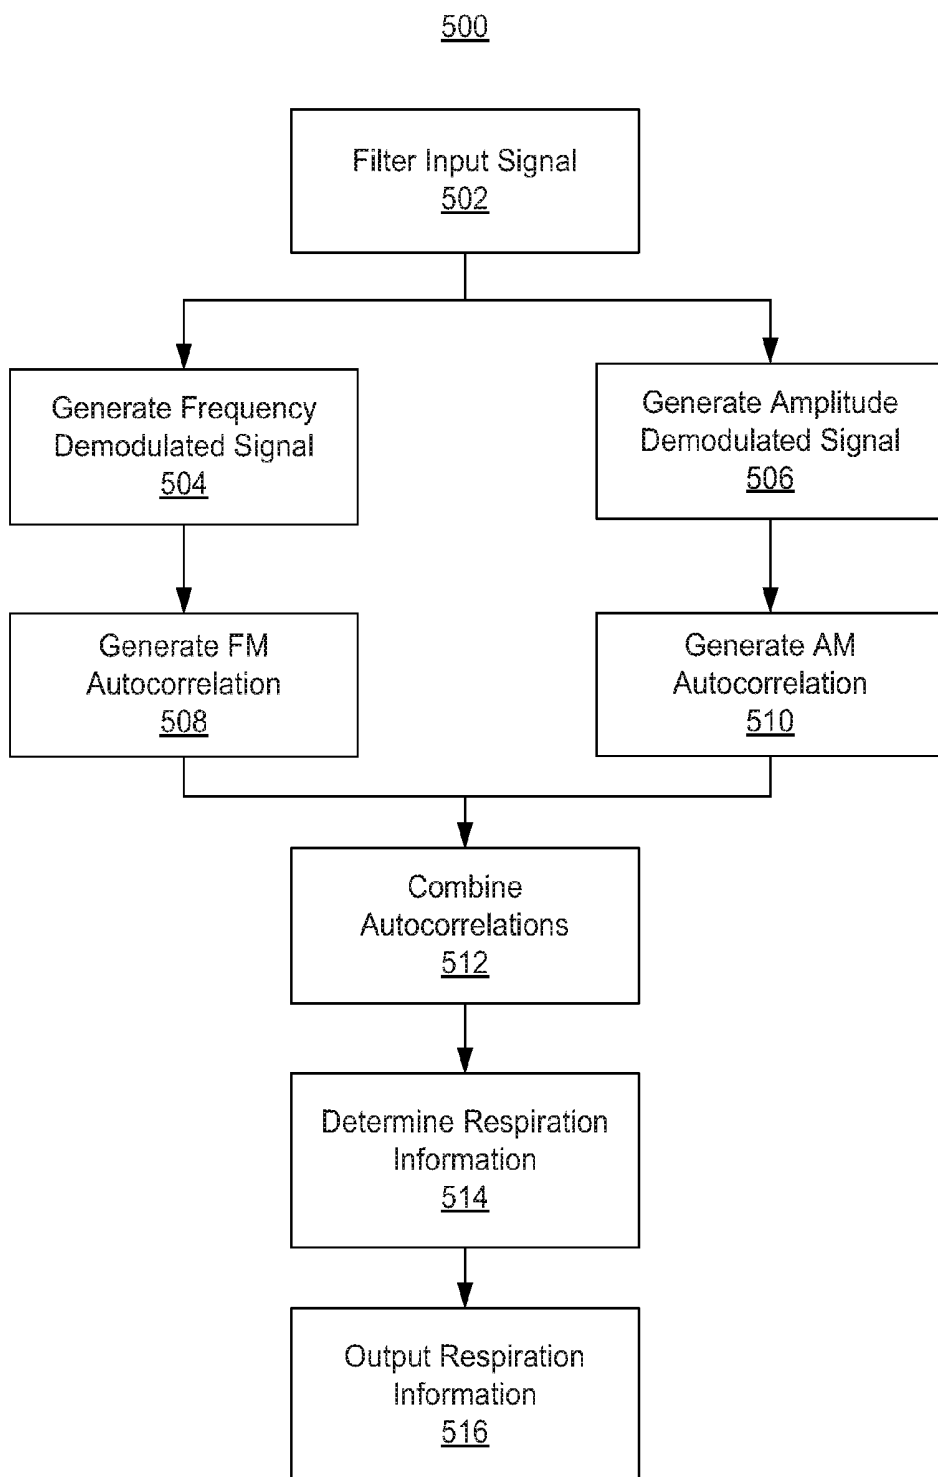 500
Filter Input Signal
502
Generate Frequency
Demodulated Signal
504
Generate Amplitude
Demodulated Signal
506
Generate FM
Autocorrelation
508
Generate AM
Autocorrelation
510
Combine
Autocorrelations
512
Determine Respiration
Information
514
Output Respiration
Information
516